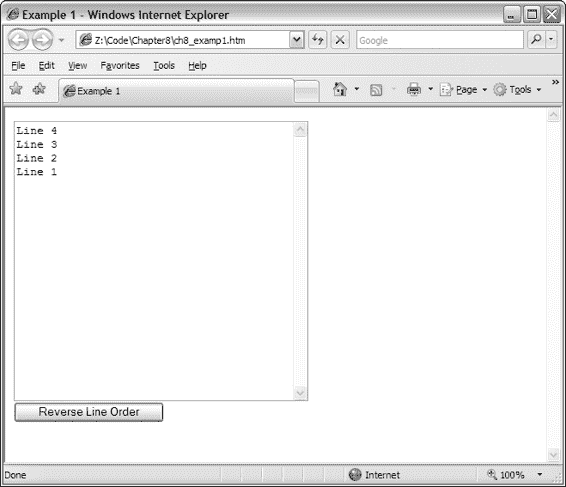 Example 1 - Windows Internet Explorer
Z:\Code\Chapter8\ch8_examp1.htm
Google
File Edit View Favorites Tools Help
Example 1
Page Tools »
Line 4
Line 3
Line 2
Line 1
Reverse Line Order
Done Internet 100%